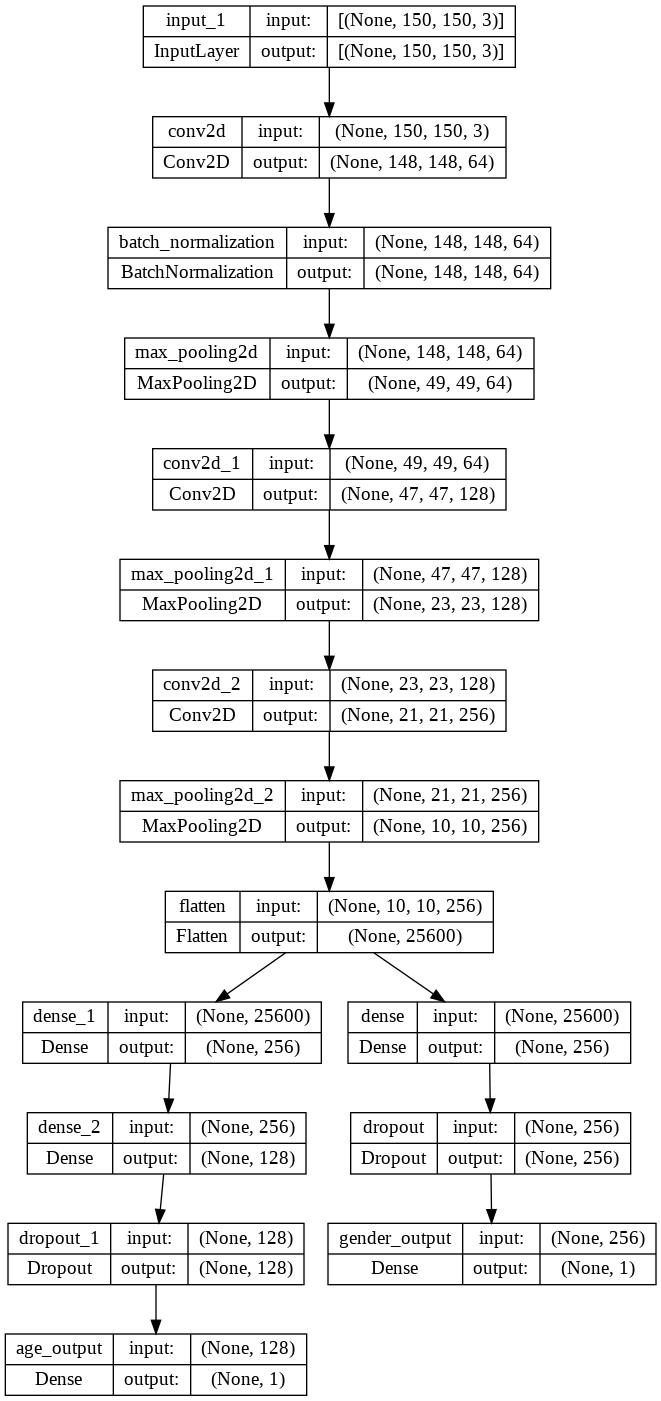 input_1 input: [(None, 150, 150, 3)]
InputLayer output: [(None, 150, 150, 3)]
conv2d input: (None, 150, 150, 3)
Conv2D output: (None, 148, 148, 64)
batch_normalization input: (None, 148, 148, 64)
BatchNormalization output: (None, 148, 148, 64)
max_pooling2d input: (None, 148, 148, 64)
MaxPooling2D output: (None, 49, 49, 64)
conv2d_1 input: (None, 49, 49, 64)
Conv2D output: (None, 47, 47, 128)
max_pooling2d_1 input: (None, 47, 47, 128)
MaxPooling2D output: (None, 23, 23, 128)
conv2d_2 input: (None, 23, 23, 128)
Conv2D output: (None, 21, 21, 256)
max_pooling2d_2 input: (None, 21, 21, 256)
MaxPooling2D output: (None, 10, 10, 256)
flatten input: (None, 10, 10, 256)
Flatten output: (None, 25600)
dense_1 input: (None, 25600)
Dense output: (None, 256)
dense input: (None, 25600)
Dense output: (None, 256)
dense_2 input: (None, 256)
Dense output: (None, 128)
dropout input: (None, 256)
Dropout output: (None, 256)
dropout_1 input: (None, 128)
Dropout output: (None, 128)
gender_output input: (None, 256)
Dense output: (None, 1)
age_output input: (None, 128)
Dense output: (None, 1)